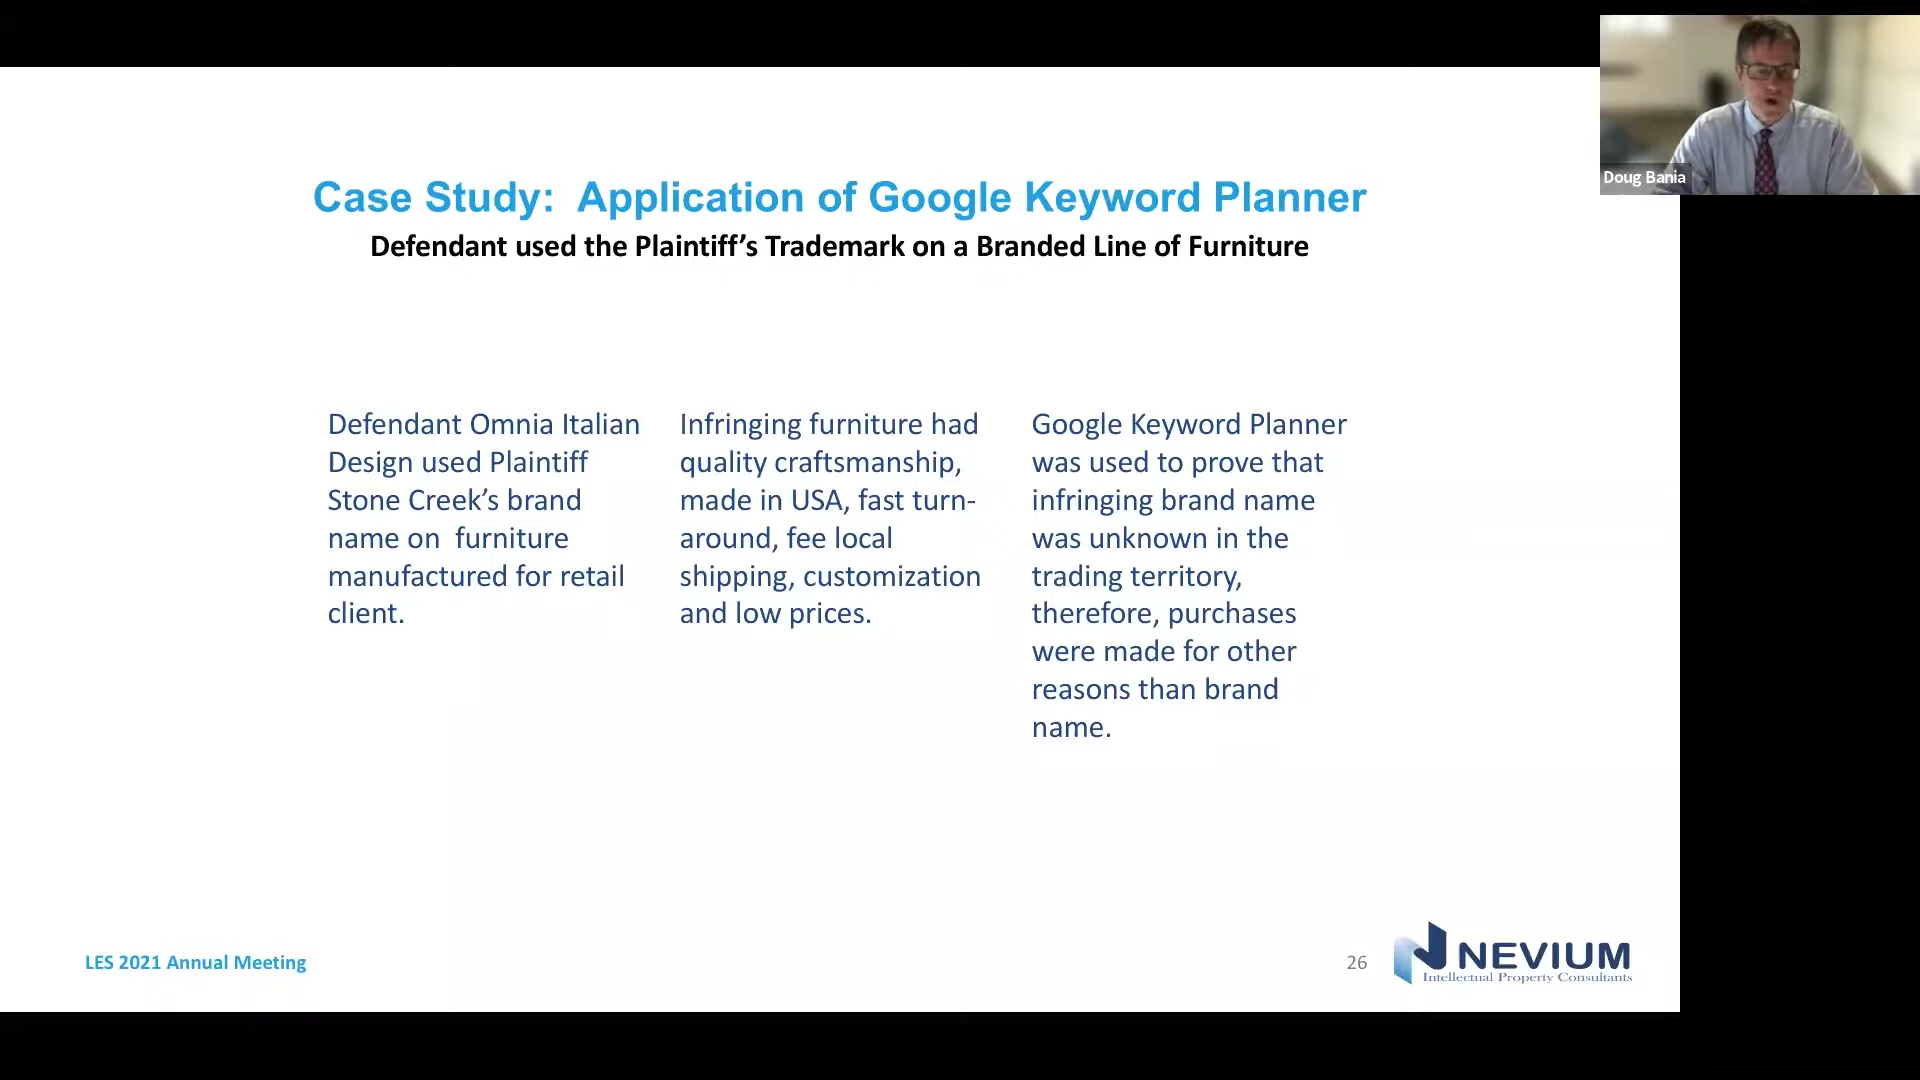 Doug Bania
Case Study:  Application of Google Keyword Planner
Defendant used the Plaintiff’s Trademark on a Branded Line of Furniture
Defendant Omnia Italian
Design used Plaintiff
Stone Creek’s brand
name on  furniture
manufactured for retail
client.
Infringing furniture had
quality craftsmanship,
made in USA, fast turn-
around, fee local
shipping, customization
and low prices.
Google Keyword Planner
was used to prove that
infringing brand name
was unknown in the
trading territory,
therefore, purchases
were made for other
reasons than brand
name.
LES 2021 Annual Meeting
26
NEVIUM
Intellectual Property Consultants